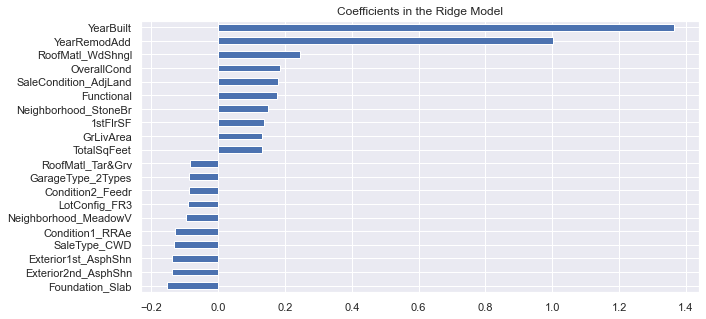 Coefficients in the Ridge Model
YearBuilt
YearRemodAdd
RoofMatl_WdShngl
OverallCond
SaleCondition_AdjLand
Functional
Neighborhood_StoneBr
1stFlrSF
GrLivArea
TotalSqFeet
RoofMatl_Tar&Grv
GarageType_2Types
Condition2_Feedr
LotConfig_FR3
Neighborhood_MeadowV
Condition1_RRAe
SaleType_CWD
Exterior1st_AsphShn
Exterior2nd_AsphShn
Foundation_Slab
−0.2 0.0 0.2 0.4 0.6 0.8 1.0 1.2 1.4